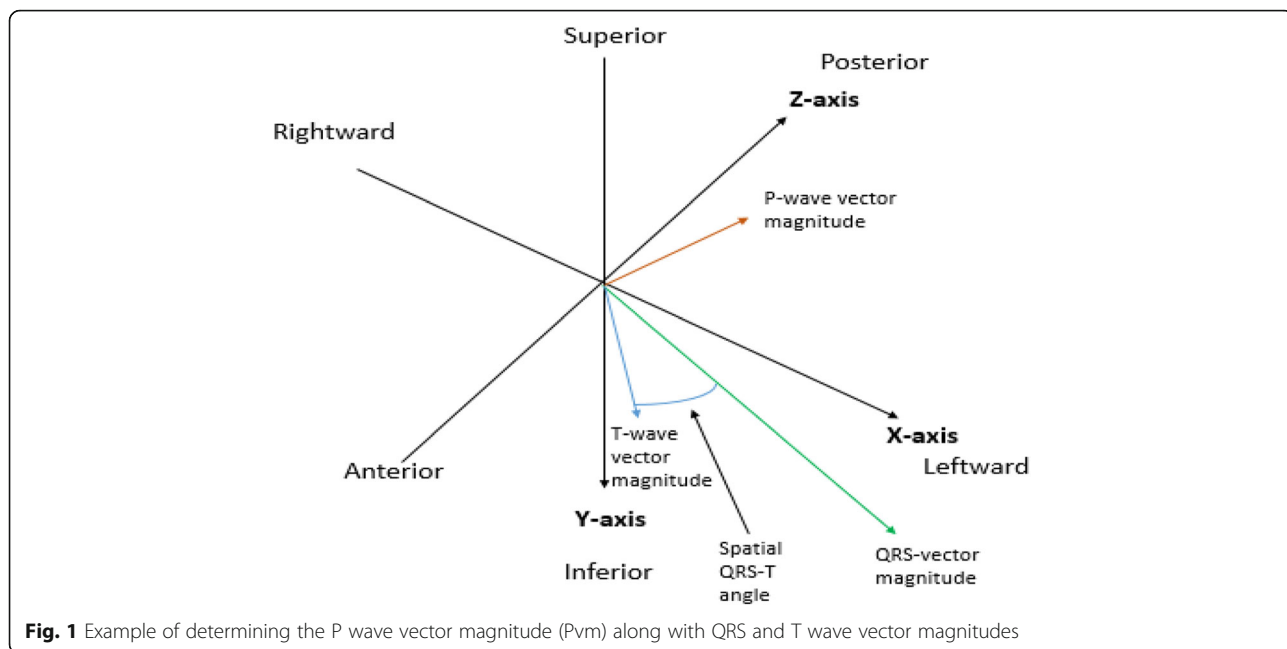 Superior
Posterior
Z-axis
Rightward
P-wave vector
magnitude
T-wave
vector
magnitude
X-axis
Leftward
Anterior
Y-axis
Inferior
Spatial
QRS-T
angle
QRS-vector
magnitude
Fig. 1 Example of determining the P wave vector magnitude (Pvm) along with QRS and T wave vector magnitudes